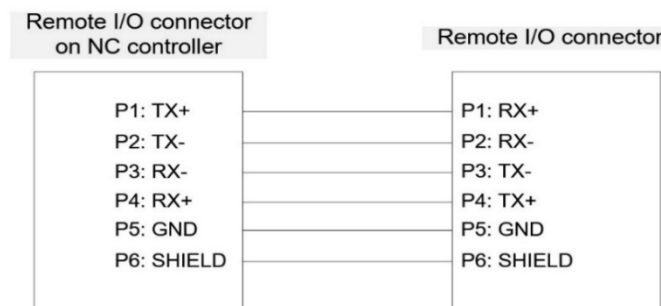 Remote I/O connector
on NC controller
Remote I/O connector
P1: TX+
P2: TX-
P3: RX-
P4: RX+
P5: GND
P6: SHIELD
P1: RX+
P2: RX-
P3: TX-
P4: TX+
P5: GND
P6: SHIELD